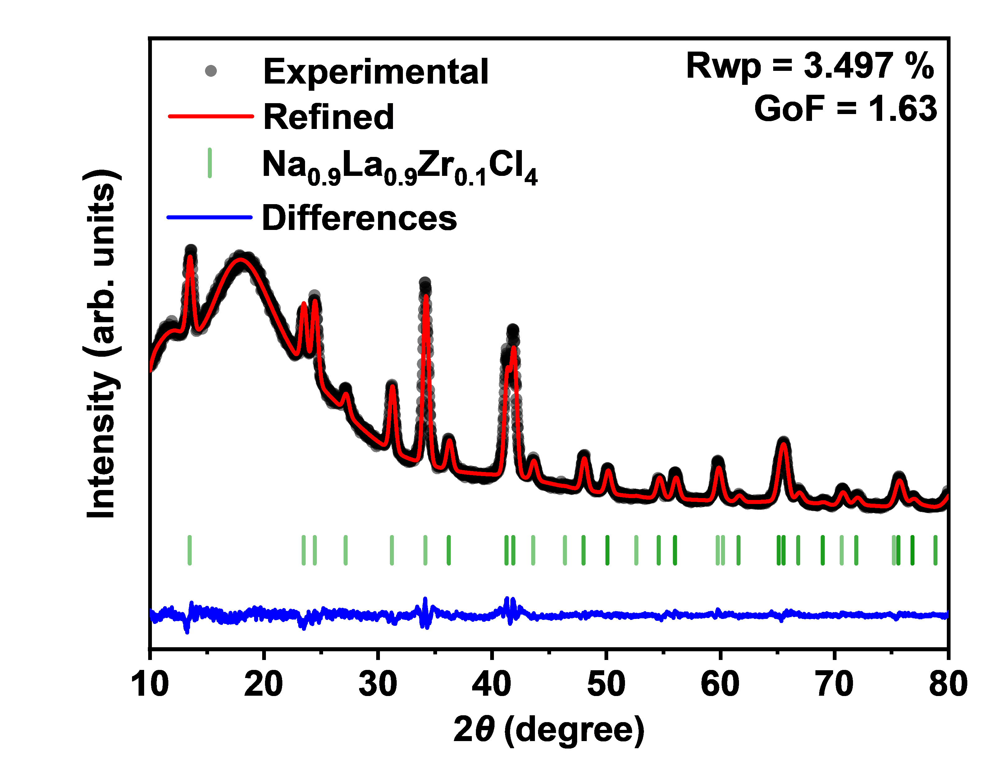 Experimental
Refined
Na₀.₉La₀.₉Zr₀.₁Cl₄
Differences
Rwp = 3.497 %
GoF = 1.63
Intensity (arb. units)
10 20 30 40 50 60 70 80
2θ (degree)